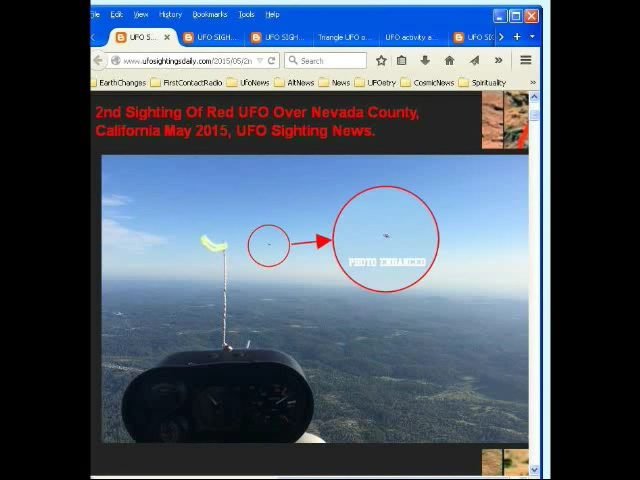 File Edit View History Bookmarks Tools Help
UFO S... UFO SIGH... UFO SIGH... Triangle UFO o... UFO activity a... UFO SIG
www.ufosightingsdaily.com/2015/05/2n Search
EarthChanges FirstContactRadio UfoNews AltNews News UFOetry CosmicNews Spirituality
2nd Sighting Of Red UFO Over Nevada County,
California May 2015, UFO Sighting News.
PHOTO ENHANCED